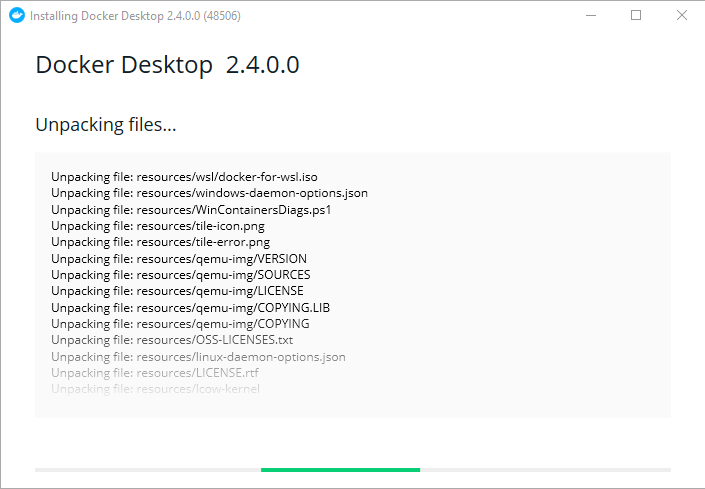 Installing Docker Desktop 2.4.0.0 (48506)
Docker Desktop 2.4.0.0
Unpacking files...
Unpacking file: resources/wsl/docker-for-wsl.iso
Unpacking file: resources/windows-daemon-options.json
Unpacking file: resources/WinContainersDiags.ps1
Unpacking file: resources/tile-icon.png
Unpacking file: resources/tile-error.png
Unpacking file: resources/qemu-img/VERSION
Unpacking file: resources/qemu-img/SOURCES
Unpacking file: resources/qemu-img/LICENSE
Unpacking file: resources/qemu-img/COPYING.LIB
Unpacking file: resources/qemu-img/COPYING
Unpacking file: resources/OSS-LICENSES.txt
Unpacking file: resources/linux-daemon-options.json
Unpacking file: resources/LICENSE.rtf
Unpacking file: resources/lcow-kernel